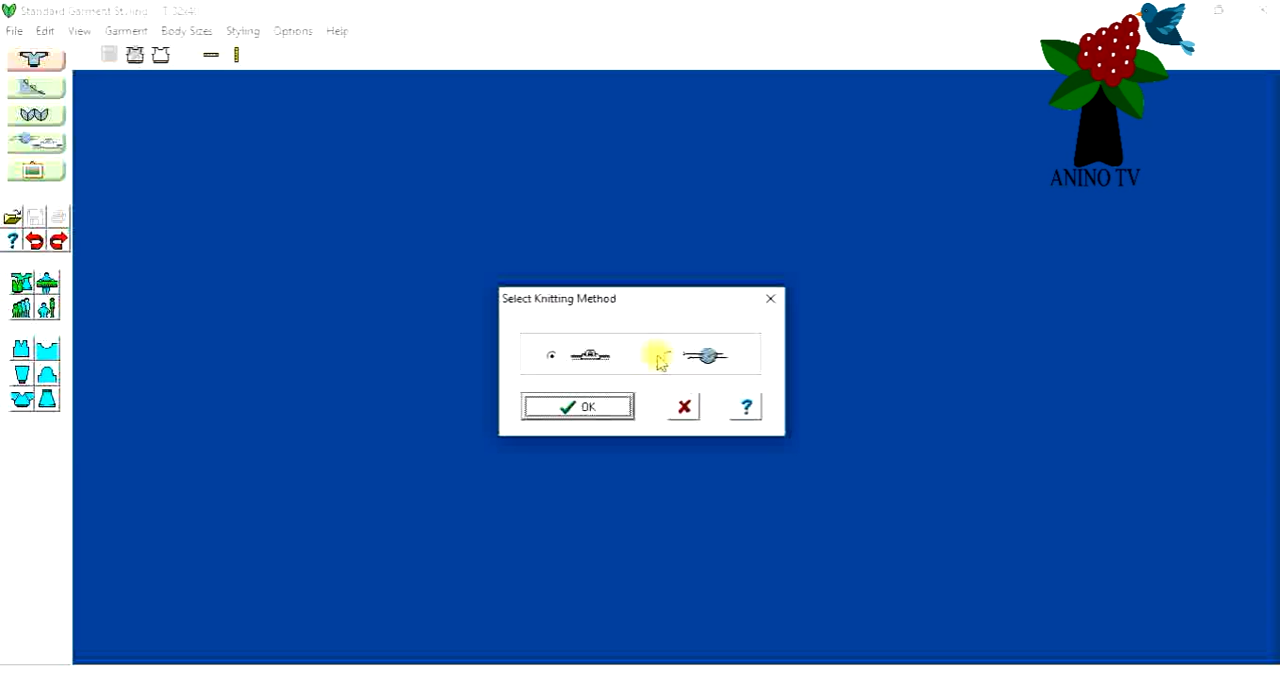 Standard Garment Styling
File Edit View Garment Body Sizes Styling Options Help
ANINO TV
Select Knitting Method
OK